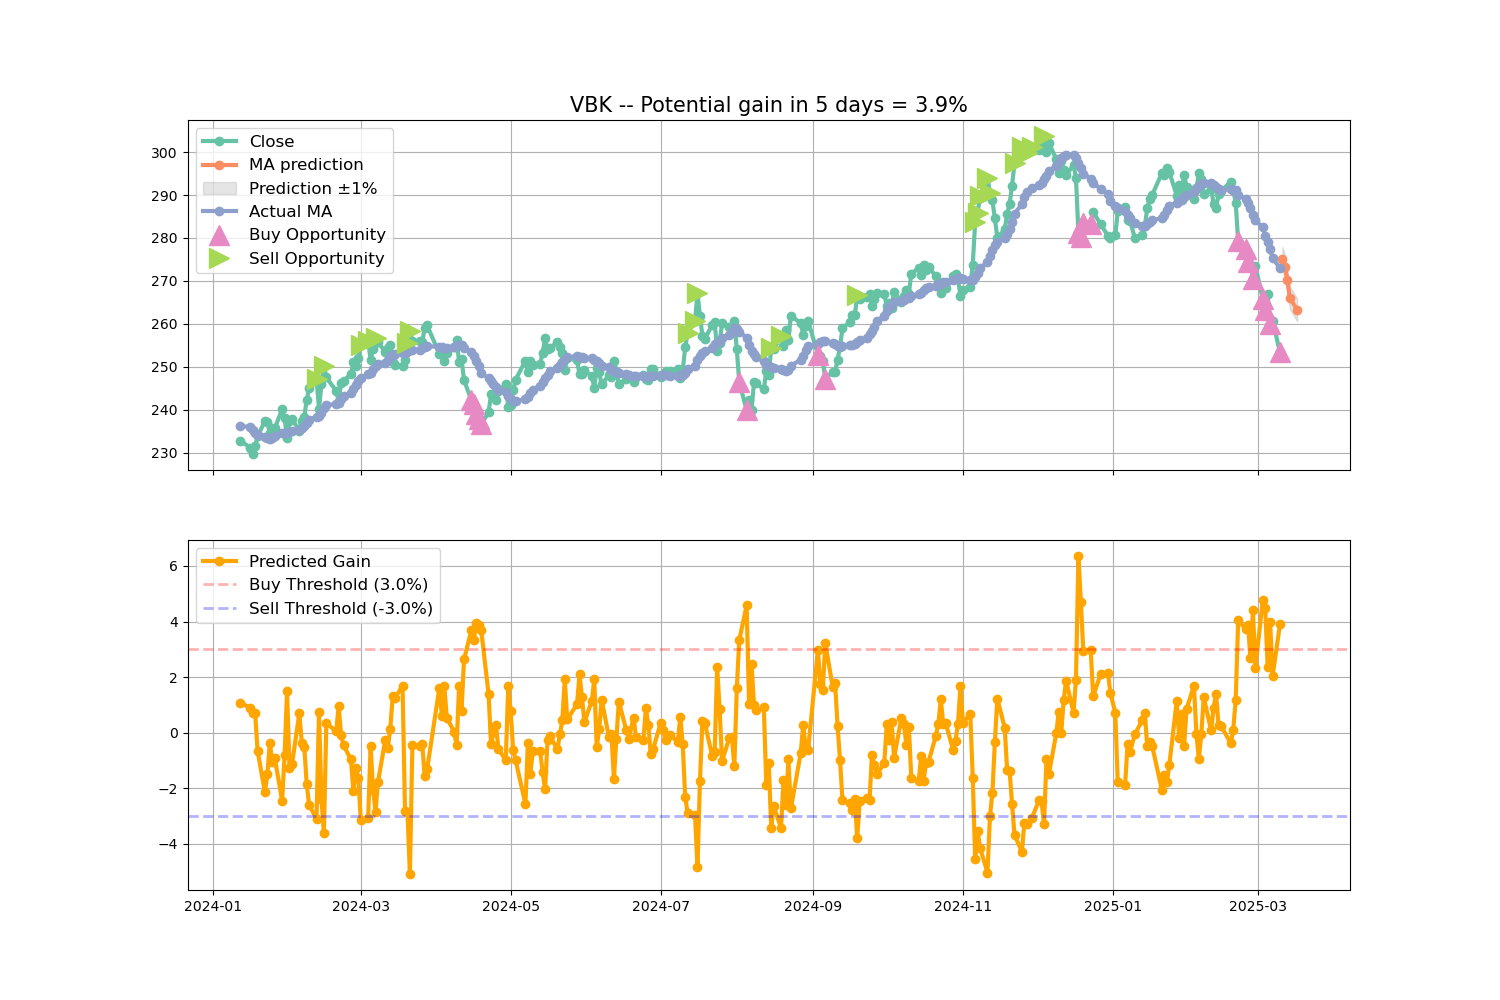 VBK -- Potential gain in 5 days = 3.9%
Close
MA prediction
Prediction ±1%
Actual MA
Buy Opportunity
Sell Opportunity
300
290
280
270
260
250
240
230
Predicted Gain
Buy Threshold (3.0%)
Sell Threshold (-3.0%)
6
4
2
0
−2
−4
2024-01 2024-03 2024-05 2024-07 2024-09 2024-11 2025-01 2025-03